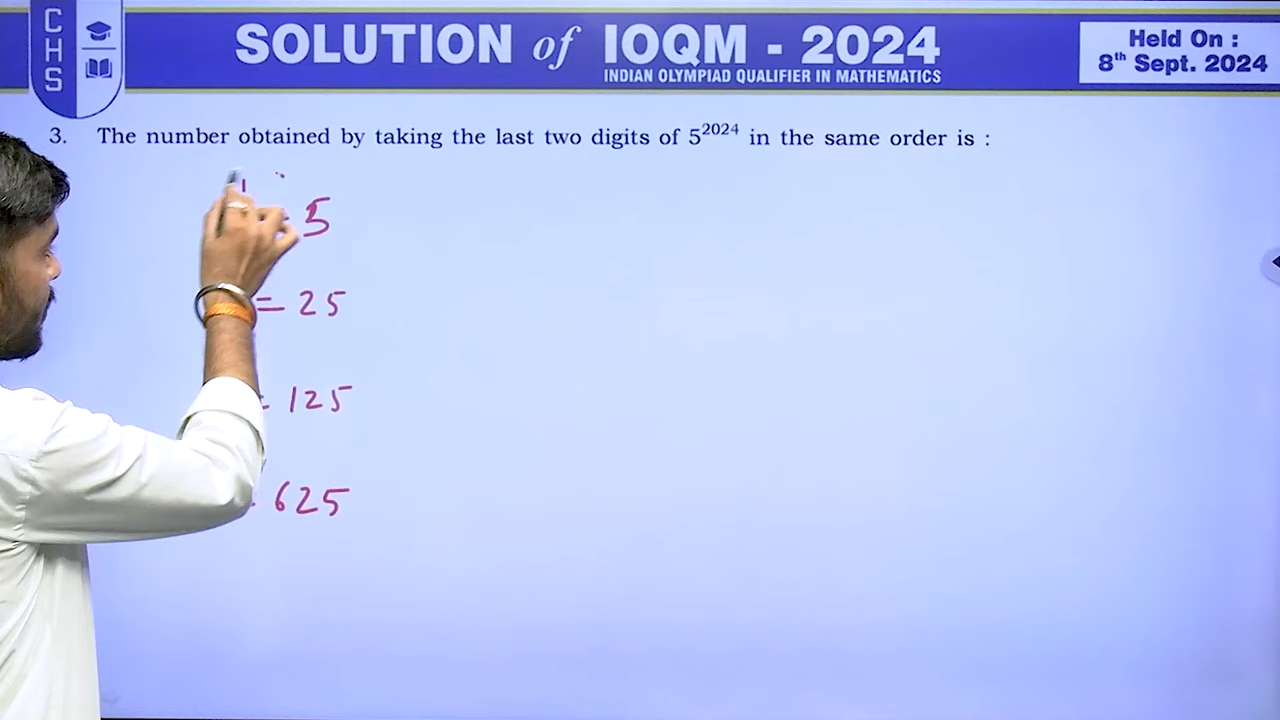 CHS
SOLUTION of IOQM - 2024
INDIAN OLYMPIAD QUALIFIER IN MATHEMATICS
Held On :
8th Sept. 2024
3. The number obtained by taking the last two digits of 5^2024 in the same order is :
5
= 25
= 125
625